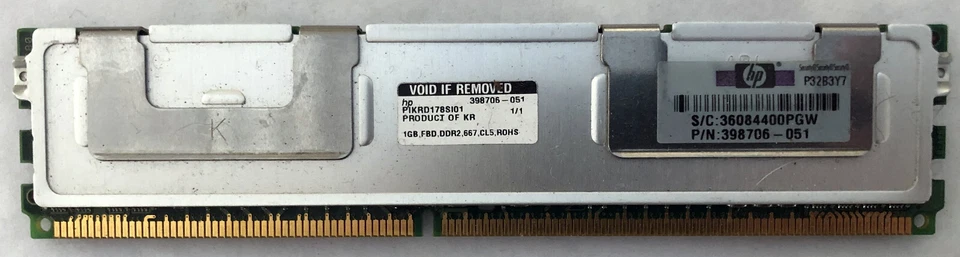 K
VOID IF REMOVED
hp 398706-051
PIKRD178SI01 1/1
PRODUCT OF KR
1GB,FBD,DDR2,667,CL5,ROHS
hp
P32B3Y7
S/C:36084400PGW
P/N:398706-051